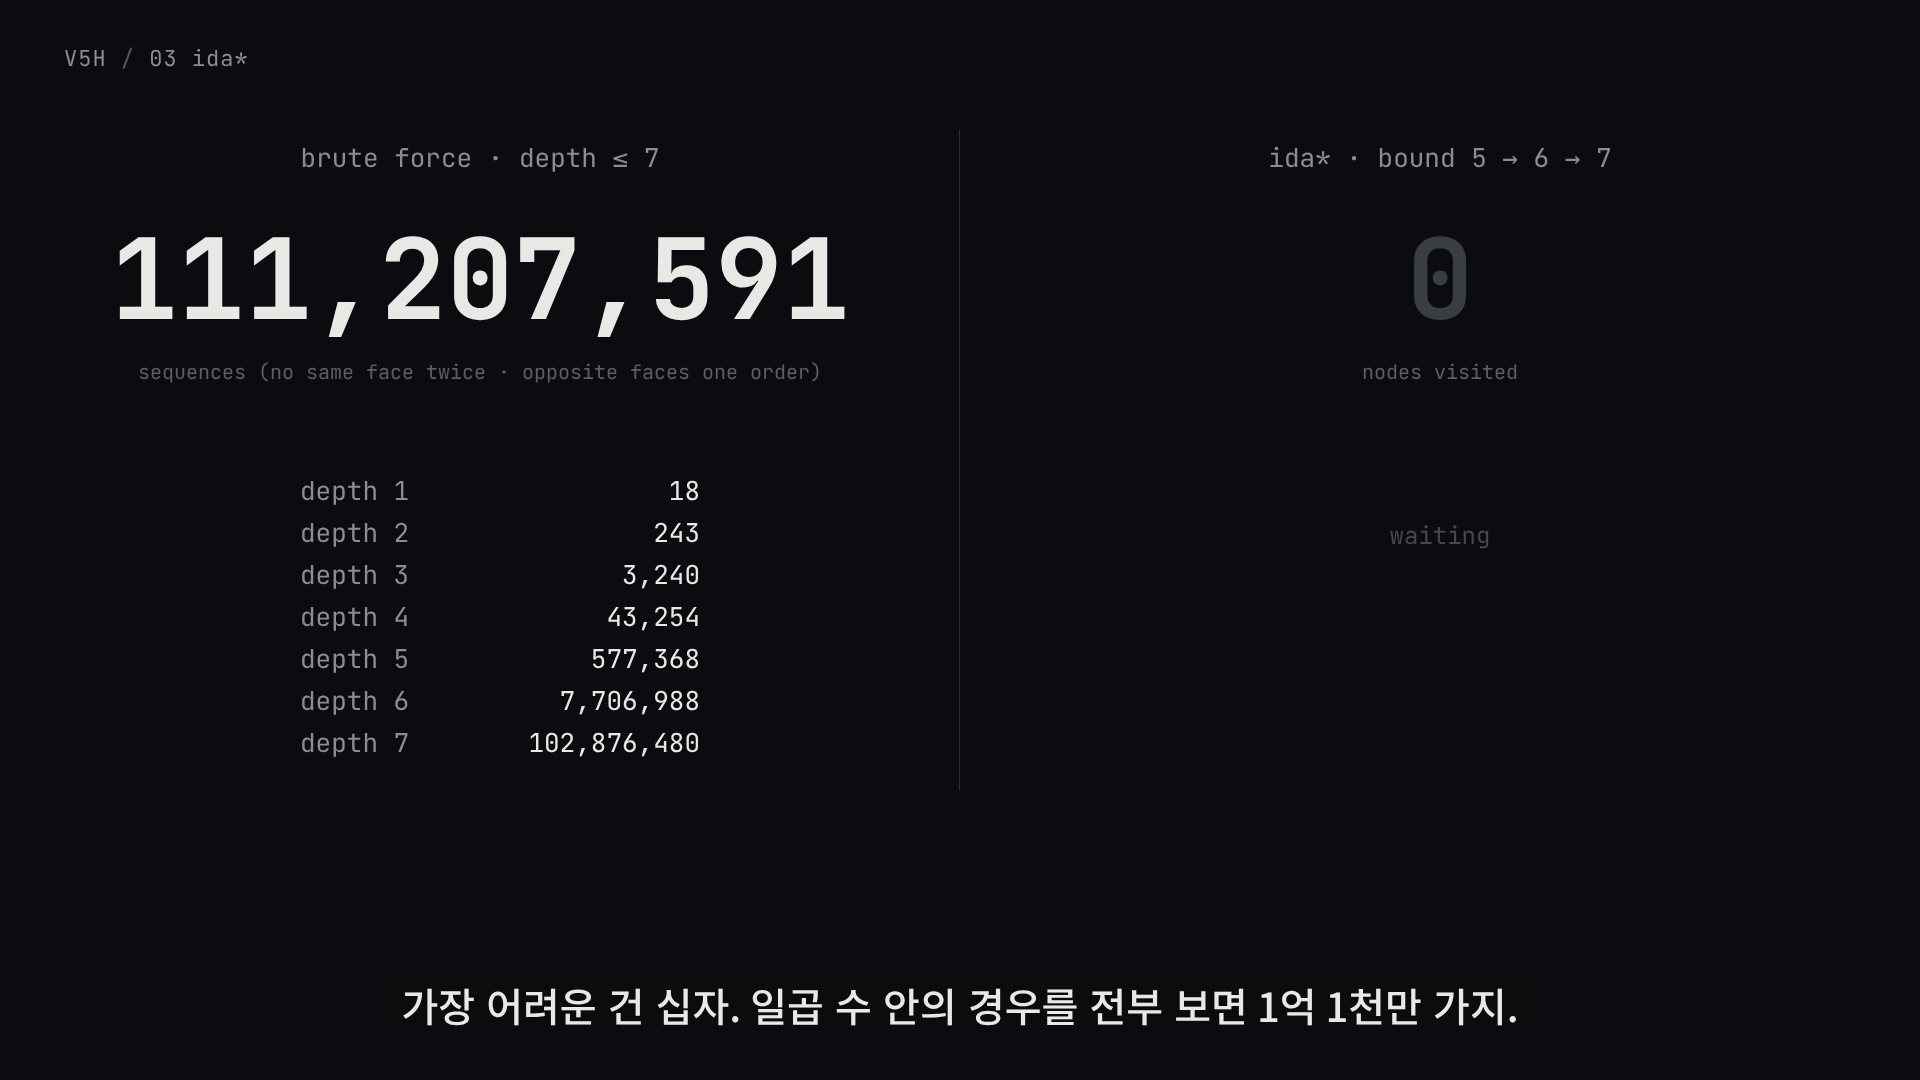 V5H / 03 ida*
brute force · depth ≤ 7
111,207,591
sequences (no same face twice · opposite faces one order)
depth 1 18
depth 2 243
depth 3 3,240
depth 4 43,254
depth 5 577,368
depth 6 7,706,988
depth 7 102,876,480
ida* · bound 5 → 6 → 7
0
nodes visited
waiting
가장 어려운 건 십자. 일곱 수 안의 경우를 전부 보면 1억 1천만 가지.